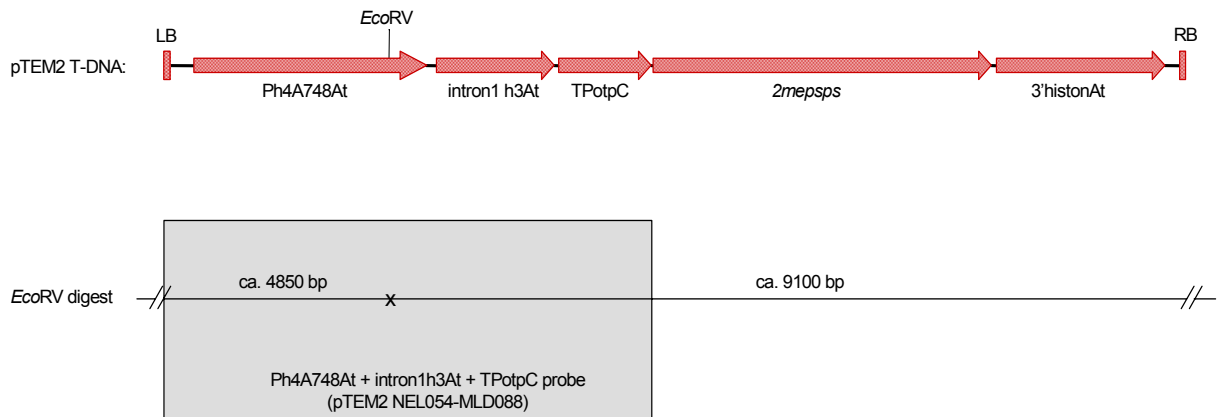 EcoRV
LB
RB
pTEM2 T-DNA:
Ph4A748At
intron1 h3At
TPotpC
2mepsps
3'histonAt
ca. 4850 bp
ca. 9100 bp
EcoRV digest
x
Ph4A748At + intron1h3At + TPotpC probe
(pTEM2 NEL054-MLD088)